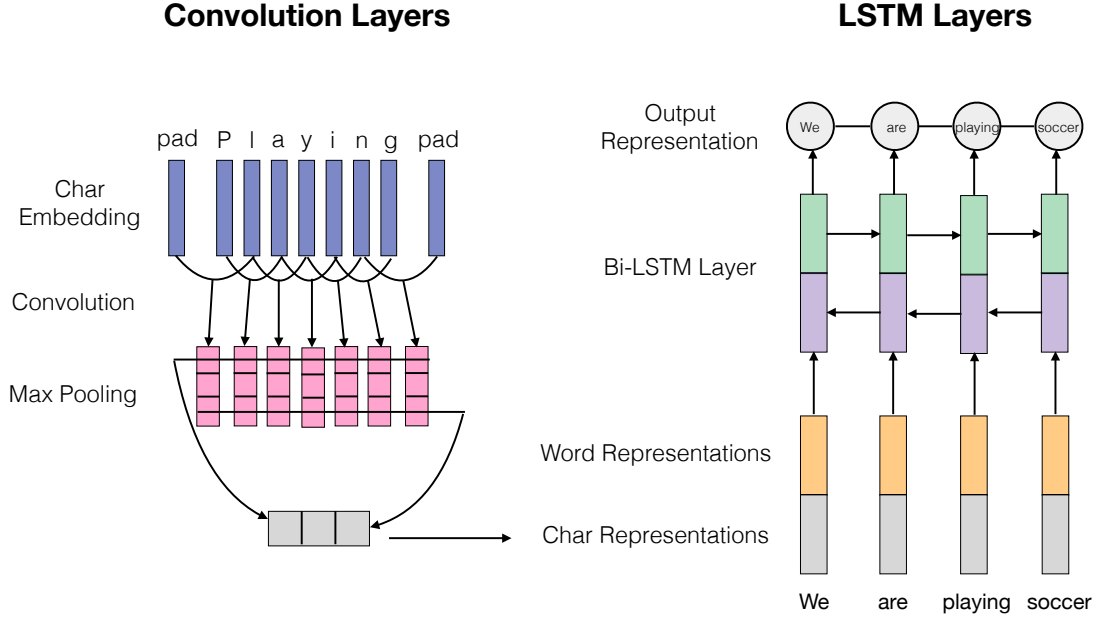 Convolution Layers
LSTM Layers
pad P l a y i n g pad
Char
Embedding
Convolution
Max Pooling
Output
Representation
We are playing soccer
Bi-LSTM Layer
Word Representations
Char Representations
We are playing soccer